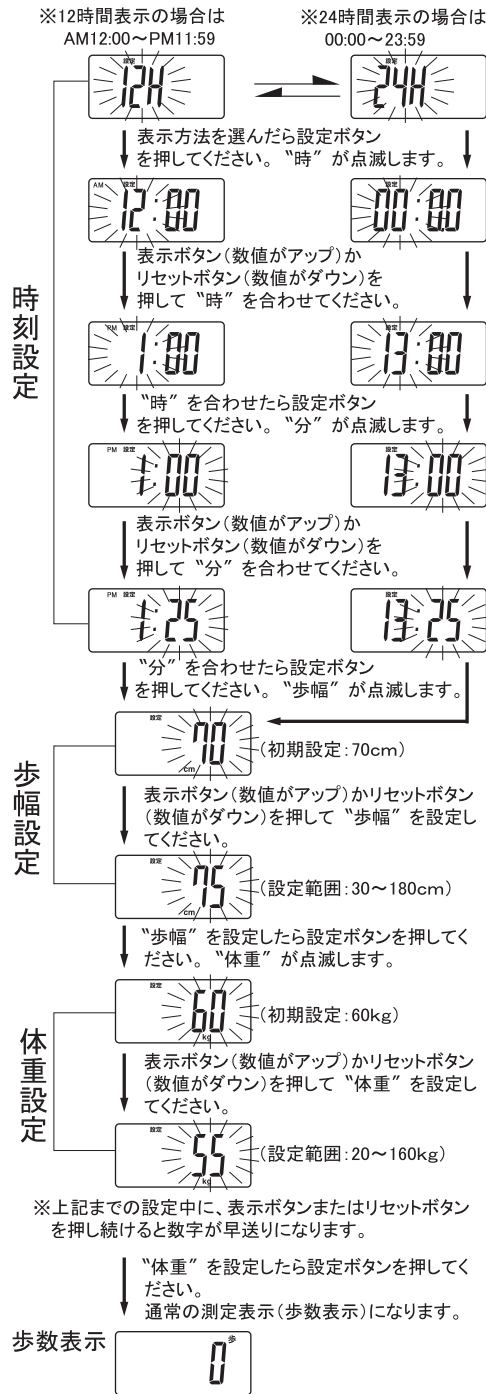 ※12時間表示の場合は
AM12:00〜PM11:59
※24時間表示の場合は
00:00〜23:59
設定
12H
設定
24H
表示方法を選んだら設定ボタン
を押してください。“時”が点滅します。
AM 設定
12:00
設定
00:00
表示ボタン(数値がアップ)か
リセットボタン(数値がダウン)を
押して“時”を合わせてください。
時刻設定
PM 設定
1:00
設定
13:00
“時”を合わせたら設定ボタン
を押してください。“分”が点滅します。
PM 設定
1:00
設定
13:00
表示ボタン(数値がアップ)か
リセットボタン(数値がダウン)を
押して“分”を合わせてください。
PM 設定
1:25
設定
13:25
“分”を合わせたら設定ボタン
を押してください。“歩幅”が点滅します。
設定
70
cm
(初期設定:70cm)
歩幅設定
表示ボタン(数値がアップ)かリセットボタン
(数値がダウン)を押して“歩幅”を設定し
てください。
設定
75
cm
(設定範囲:30〜180cm)
“歩幅”を設定したら設定ボタンを押してく
ださい。“体重”が点滅します。
設定
60
kg
(初期設定:60kg)
体重設定
表示ボタン(数値がアップ)かリセットボタン
(数値がダウン)を押して“体重”を設定し
てください。
設定
55
kg
(設定範囲:20〜160kg)
※上記までの設定中に、表示ボタンまたはリセットボタン
を押し続けると数字が早送りになります。
“体重”を設定したら設定ボタンを押してく
ださい。
通常の測定表示(歩数表示)になります。
歩数表示
0
歩